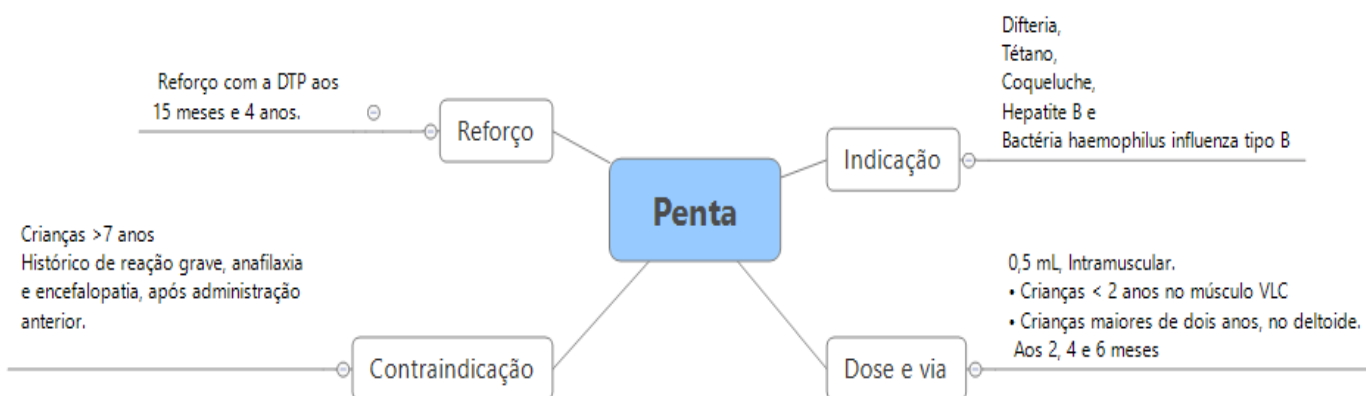 Penta
Indicação
Difteria,
Tétano,
Coqueluche,
Hepatite B e
Bactéria haemophilus influenza tipo B
Dose e via
0,5 mL, Intramuscular.
• Crianças < 2 anos no músculo VLC
• Crianças maiores de dois anos, no deltoide.
Aos 2, 4 e 6 meses
Reforço
Reforço com a DTP aos
15 meses e 4 anos.
Contraindicação
Crianças >7 anos
Histórico de reação grave, anafilaxia
e encefalopatia, após administração
anterior.